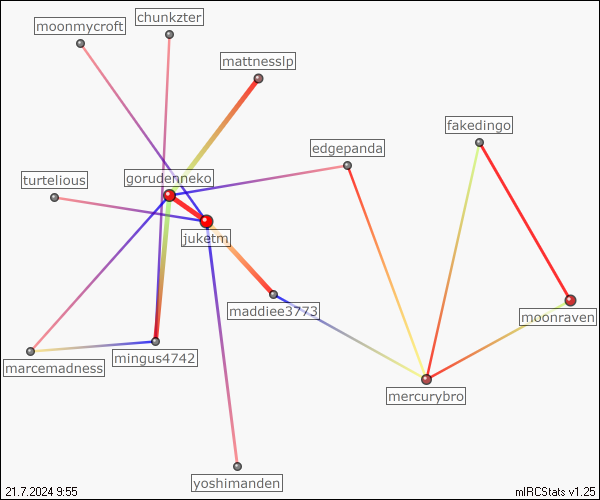 chunkzter
moonmycroft
mattnesslp
fakedingo
edgepanda
turtelious
gorudenneko
juketm
maddiee3773
moonraven
mingus4742
marcemadness
mercurybro
yoshimanden
21.7.2024 9:55
mIRCStats v1.25